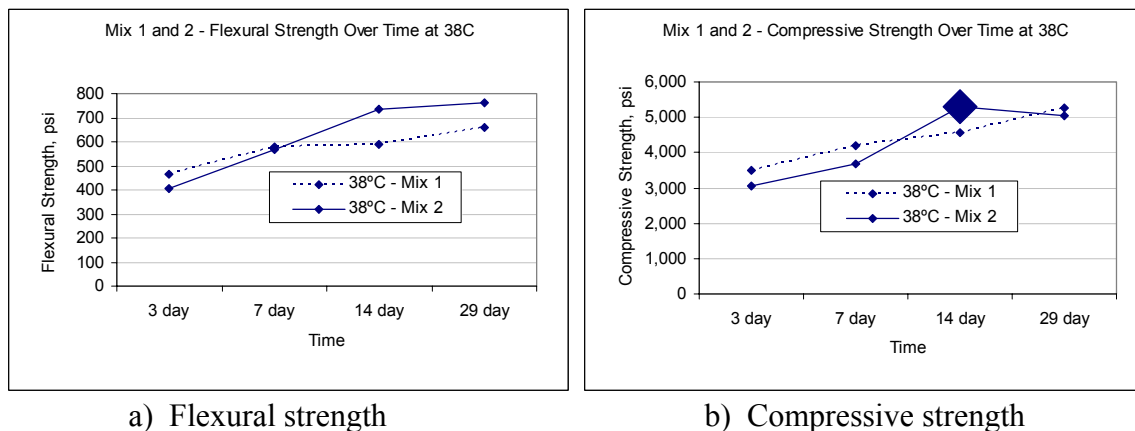 Mix 1 and 2 - Flexural Strength Over Time at 38C
800
700
600
500
400
300
200
100
0
Flexural Strength, psi
38ºC - Mix 1
38ºC - Mix 2
3 day 7 day 14 day 29 day
Time
a) Flexural strength
Mix 1 and 2 - Compressive Strength Over Time at 38C
6,000
5,000
4,000
3,000
2,000
1,000
0
Compressive Strength, psi
38ºC - Mix 1
38ºC - Mix 2
3 day 7 day 14 day 29 day
Time
b) Compressive strength